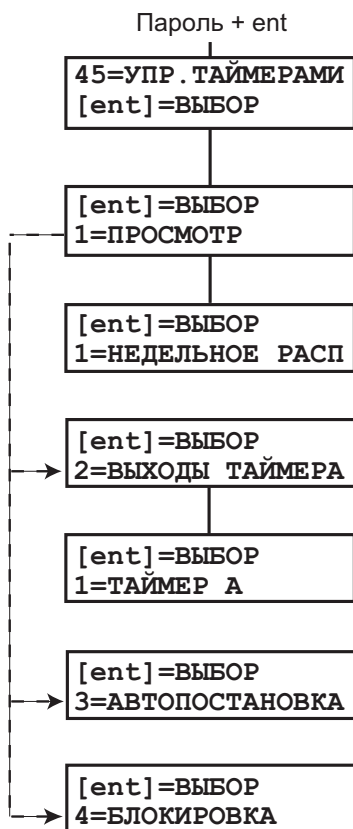 Пароль + ent
45=УПР.ТАЙМЕРАМИ
[ent]=ВЫБОР
[ent]=ВЫБОР
1=ПРОСМОТР
[ent]=ВЫБОР
1=НЕДЕЛЬНОЕ РАСП
[ent]=ВЫБОР
2=ВЫХОДЫ ТАЙМЕРА
[ent]=ВЫБОР
1=ТАЙМЕР А
[ent]=ВЫБОР
3=АВТОПОСТАНОВКА
[ent]=ВЫБОР
4=БЛОКИРОВКА